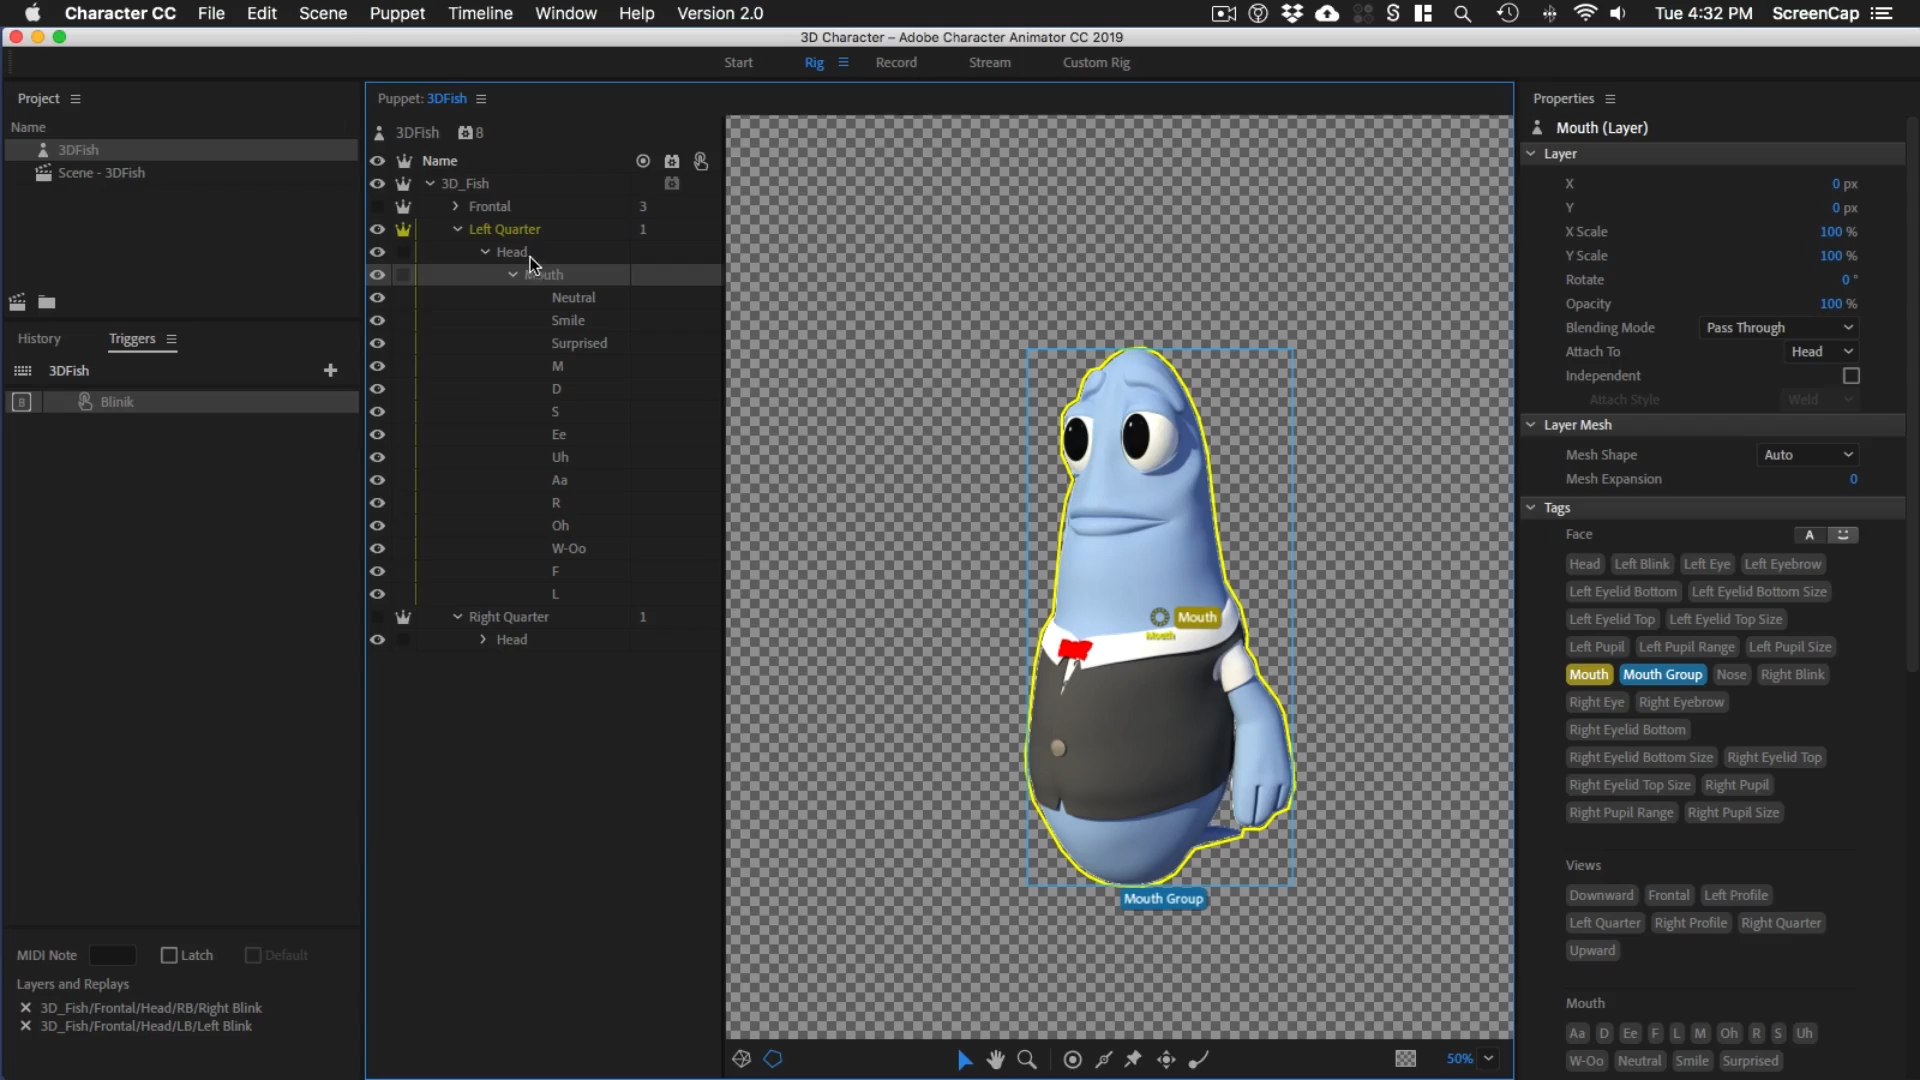 Character CC File Edit Scene Puppet Timeline Window Help Version 2.0 Tue 4:32 PM ScreenCap
3D Character – Adobe Character Animator CC 2019
Start Rig Record Stream Custom Rig
Project
Name
3DFish
Scene - 3DFish
History Triggers
3DFish
B Blinik
MIDI Note Latch Default
Layers and Replays
3D_Fish/Frontal/Head/RB/Right Blink
3D_Fish/Frontal/Head/LB/Left Blink
Puppet: 3DFish
3DFish 8
Name
3D_Fish
Frontal 3
Left Quarter 1
Head
Mouth
Neutral
Smile
Surprised
M
D
S
Ee
Uh
Aa
R
Oh
W-Oo
F
L
Right Quarter 1
Head
Mouth
Mouth
Mouth Group
50%
Properties
Mouth (Layer)
Layer
X 0 px
Y 0 px
X Scale 100 %
Y Scale 100 %
Rotate 0 °
Opacity 100 %
Blending Mode Pass Through
Attach To Head
Independent
Attach Style Weld
Layer Mesh
Mesh Shape Auto
Mesh Expansion 0
Tags
Face A
Head Left Blink Left Eye Left Eyebrow
Left Eyelid Bottom Left Eyelid Bottom Size
Left Eyelid Top Left Eyelid Top Size
Left Pupil Left Pupil Range Left Pupil Size
Mouth Mouth Group Nose Right Blink
Right Eye Right Eyebrow
Right Eyelid Bottom
Right Eyelid Bottom Size Right Eyelid Top
Right Eyelid Top Size Right Pupil
Right Pupil Range Right Pupil Size
Views
Downward Frontal Left Profile
Left Quarter Right Profile Right Quarter
Upward
Mouth
Aa D Ee F L M Oh R S Uh
W-Oo Neutral Smile Surprised